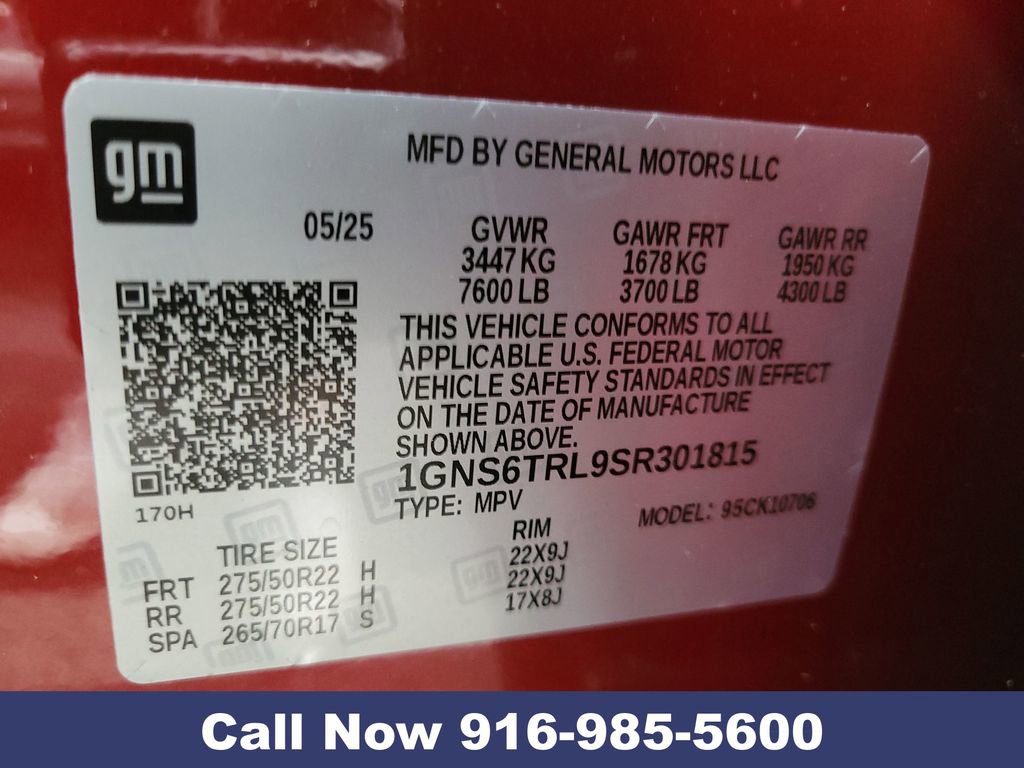 gm
MFD BY GENERAL MOTORS LLC
05/25 GVWR GAWR FRT GAWR RR
3447 KG 1678 KG 1950 KG
7600 LB 3700 LB 4300 LB
THIS VEHICLE CONFORMS TO ALL
APPLICABLE U.S. FEDERAL MOTOR
VEHICLE SAFETY STANDARDS IN EFFECT
ON THE DATE OF MANUFACTURE
SHOWN ABOVE.
1GNS6TRL9SR301815
170H TYPE: MPV MODEL: 95CK10706
TIRE SIZE RIM
FRT 275/50R22 H 22X9J
RR 275/50R22 H 22X9J
SPA 265/70R17 S 17X8J
Call Now 916-985-5600